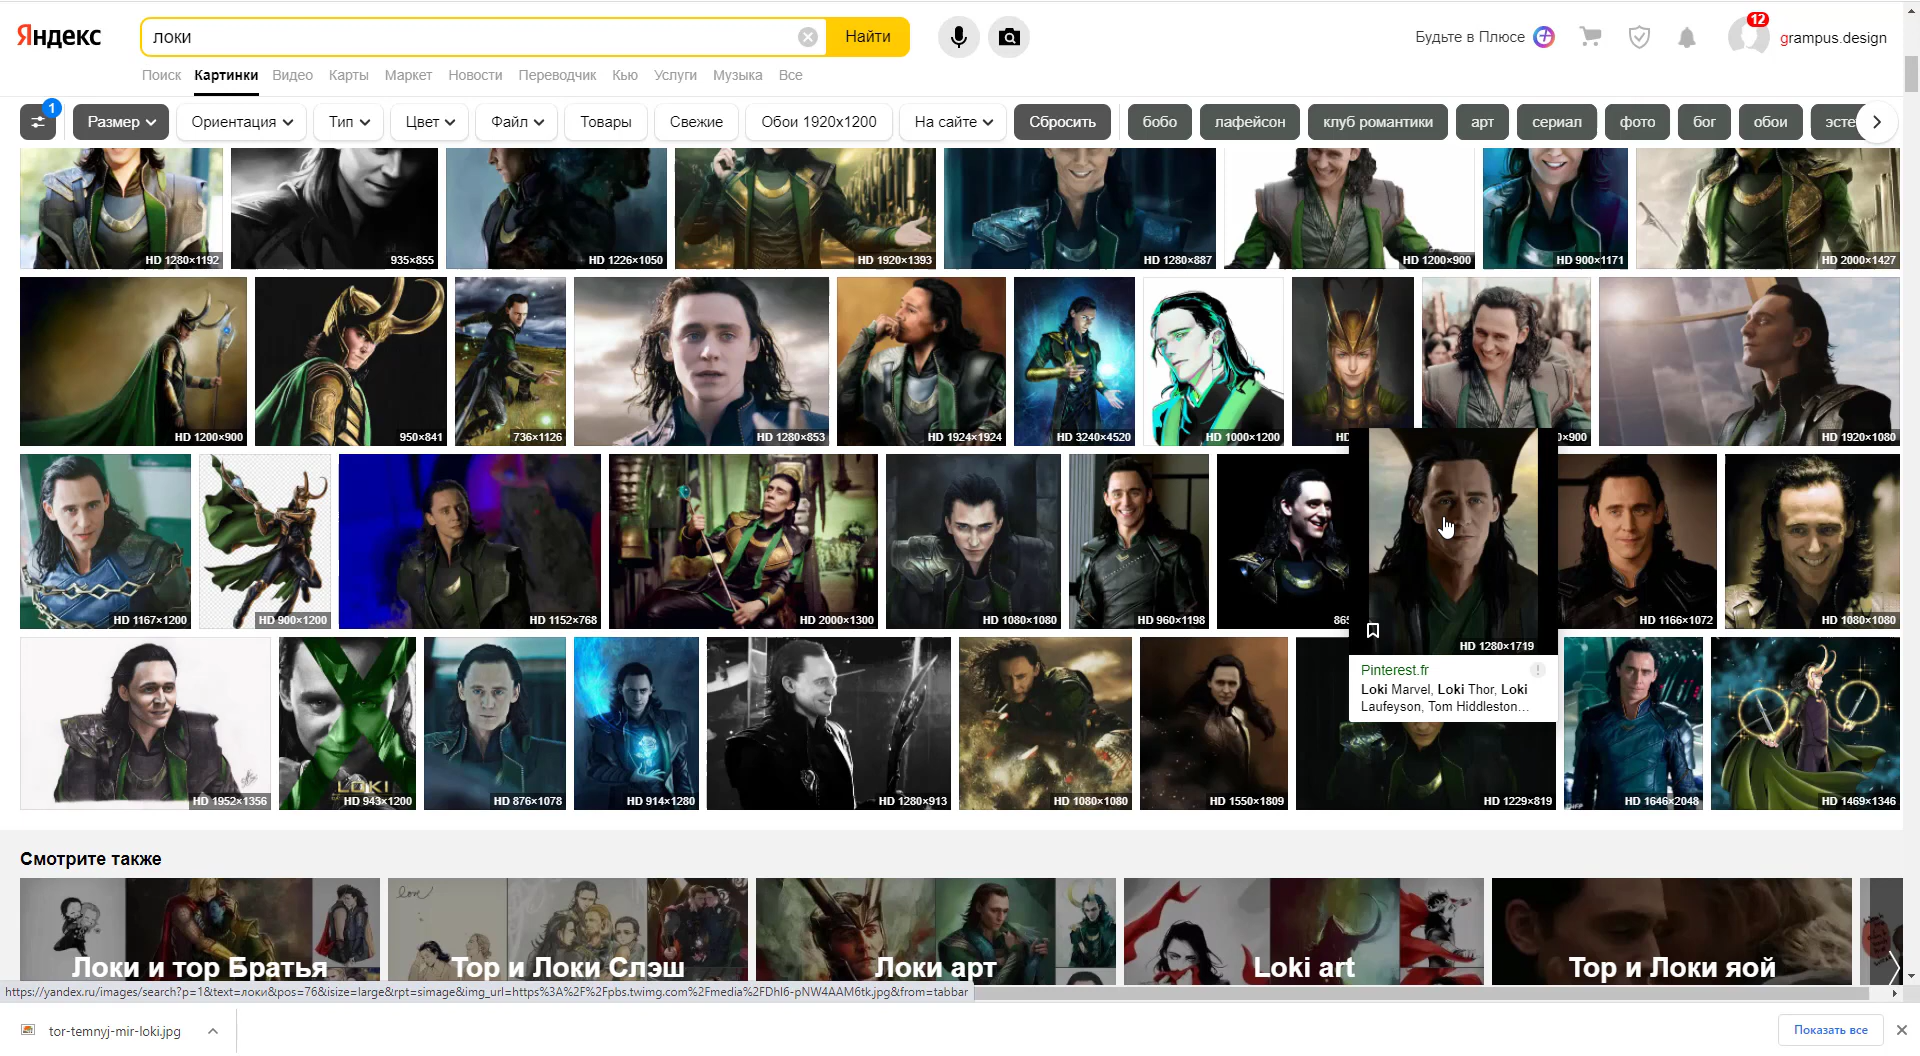 Яндекс
локи
Найти
Будьте в Плюсе
12
grampus.design
Поиск Картинки Видео Карты Маркет Новости Переводчик Кью Услуги Музыка Все
1
Размер Ориентация Тип Цвет Файл Товары Свежие Обои 1920x1200 На сайте Сбросить бобо лафейсон клуб романтики арт сериал фото бог обои эсте
HD 1280×1192 935×855 HD 1226×1050 HD 1920×1393 HD 1280×887 HD 1200×900 HD 900×1171 HD 2000×1427
HD 1200×900 950×841 736×1126 HD 1280×853 HD 1924×1924 HD 3240×4520 HD 1000×1200 HD ×900 HD 1920×1080
HD 1167×1200 HD 900×1200 HD 1152×768 HD 2000×1300 HD 1080×1080 HD 960×1198 865 HD 1166×1072 HD 1080×1080
HD 1280×1719
Pinterest.fr
Loki Marvel, Loki Thor, Loki
Laufeyson, Tom Hiddleston...
LOKI
HD 1952×1356 HD 943×1200 HD 876×1078 HD 914×1280 HD 1280×913 HD 1080×1080 HD 1550×1809 HD 1229×819 HD 1646×2048 HD 1469×1346
Смотрите также
love
Локи и тор Братья Тор и Локи Слэш Локи арт Loki art Тор и Локи яой
https://yandex.ru/images/search?p=1&text=локи&pos=76&isize=large&rpt=simage&img_url=https%3A%2F%2Fpbs.twimg.com%2Fmedia%2FDhI6-pNW4AAM6tk.jpg&from=tabbar
tor-temnyj-mir-loki.jpg
Показать все